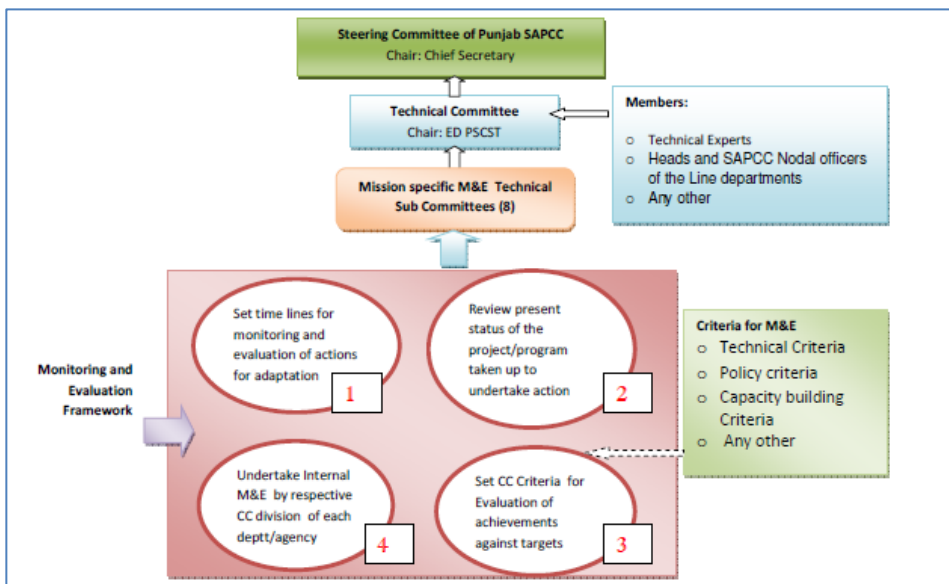 Steering Committee of Punjab SAPCC
Chair: Chief Secretary
Technical Committee
Chair: ED PSCST
Members:
o Technical Experts
o Heads and SAPCC Nodal officers
of the Line departments
o Any other
Mission specific M&E Technical
Sub Committees (8)
Set time lines for
monitoring and
evaluation of actions
for adaptation
1
Review present
status of the
project/program
taken up to
undertake action
2
Monitoring and
Evaluation
Framework
Criteria for M&E
o Technical Criteria
o Policy criteria
o Capacity building
Criteria
o Any other
Undertake Internal
M&E by respective
CC division of each
deptt/agency
4
Set CC Criteria for
Evaluation of
achievements
against targets
3